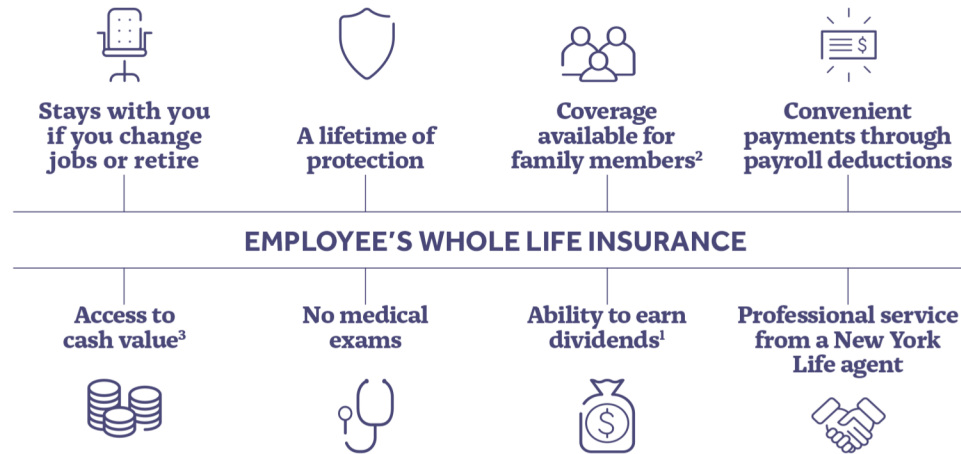 Stays with you
if you change
jobs or retire
A lifetime of
protection
Coverage
available for
family members²
Convenient
payments through
payroll deductions
$
EMPLOYEE’S WHOLE LIFE INSURANCE
Access to
cash value³
No medical
exams
Ability to earn
dividends¹
Professional service
from a New York
Life agent
$